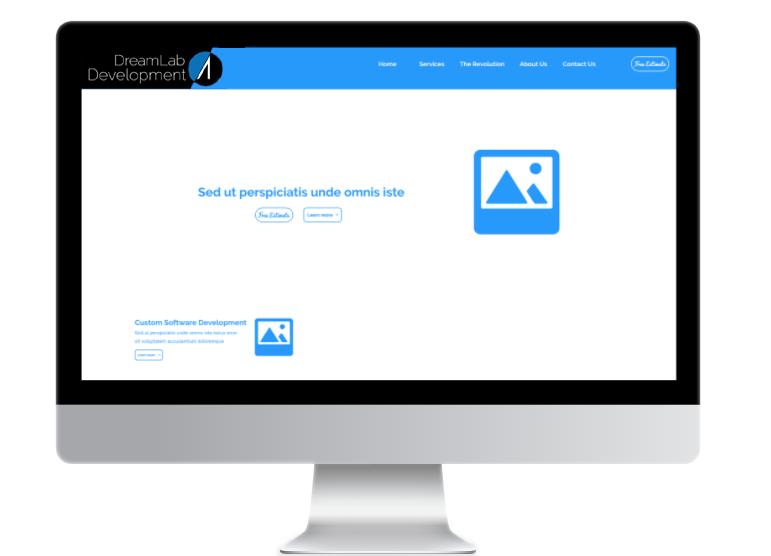 DreamLab
Development
Home Services The Revolution About Us Contact Us Free Estimate
Sed ut perspiciatis unde omnis iste
Free Estimate Learn more >
Custom Software Development
Sed ut perspiciatis unde omnis iste natus error
sit voluptatem accusantium doloremque
Learn more >